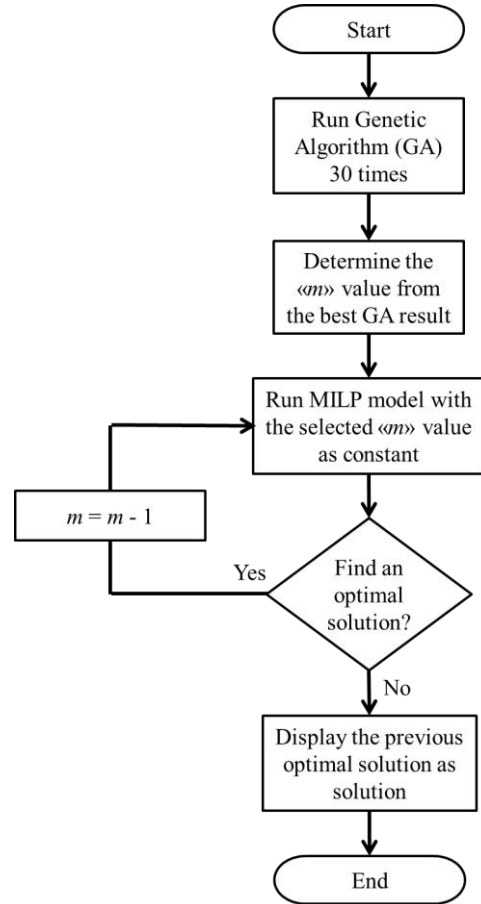 Start
Run Genetic
Algorithm (GA)
30 times
Determine the
«m» value from
the best GA result
Run MILP model with
the selected «m» value
as constant
m = m - 1
Yes
Find an
optimal
solution?
No
Display the previous
optimal solution as
solution
End